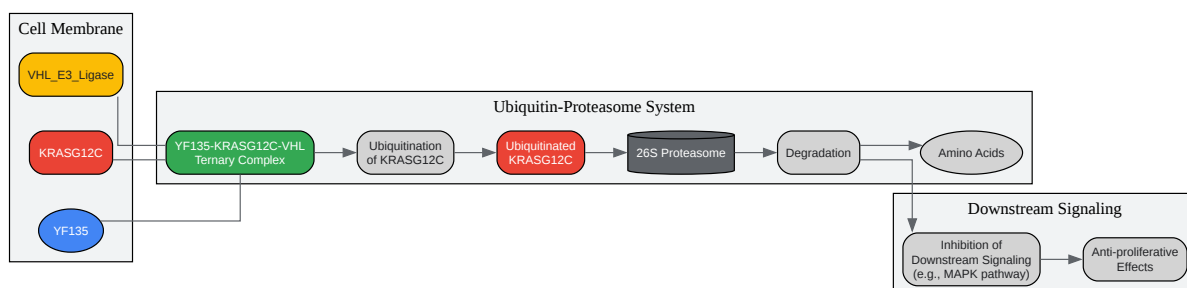 Cell Membrane
VHL_E3_Ligase
KRASG12C
YF135
Ubiquitin-Proteasome System
YF135-KRASG12C-VHL
Ternary Complex
Ubiquitination
of KRASG12C
Ubiquitinated
KRASG12C
26S Proteasome
Degradation
Amino Acids
Downstream Signaling
Inhibition of
Downstream Signaling
(e.g., MAPK pathway)
Anti-proliferative
Effects